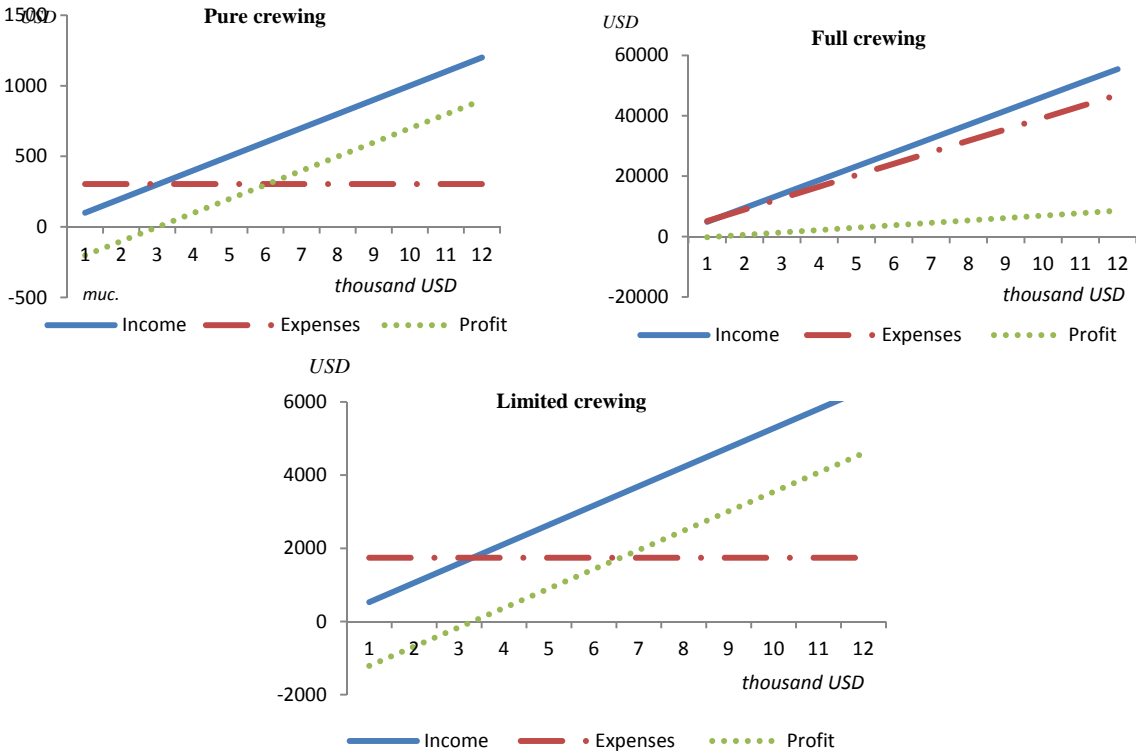 USD
Pure crewing
1500
1000
500
0
-500
1 2 3 4 5 6 7 8 9 10 11 12
тис.
thousand USD
Income Expenses Profit
USD
Full crewing
60000
40000
20000
0
-20000
1 2 3 4 5 6 7 8 9 10 11 12
thousand USD
Income Expenses Profit
USD
Limited crewing
6000
4000
2000
0
-2000
1 2 3 4 5 6 7 8 9 10 11 12
thousand USD
Income Expenses Profit